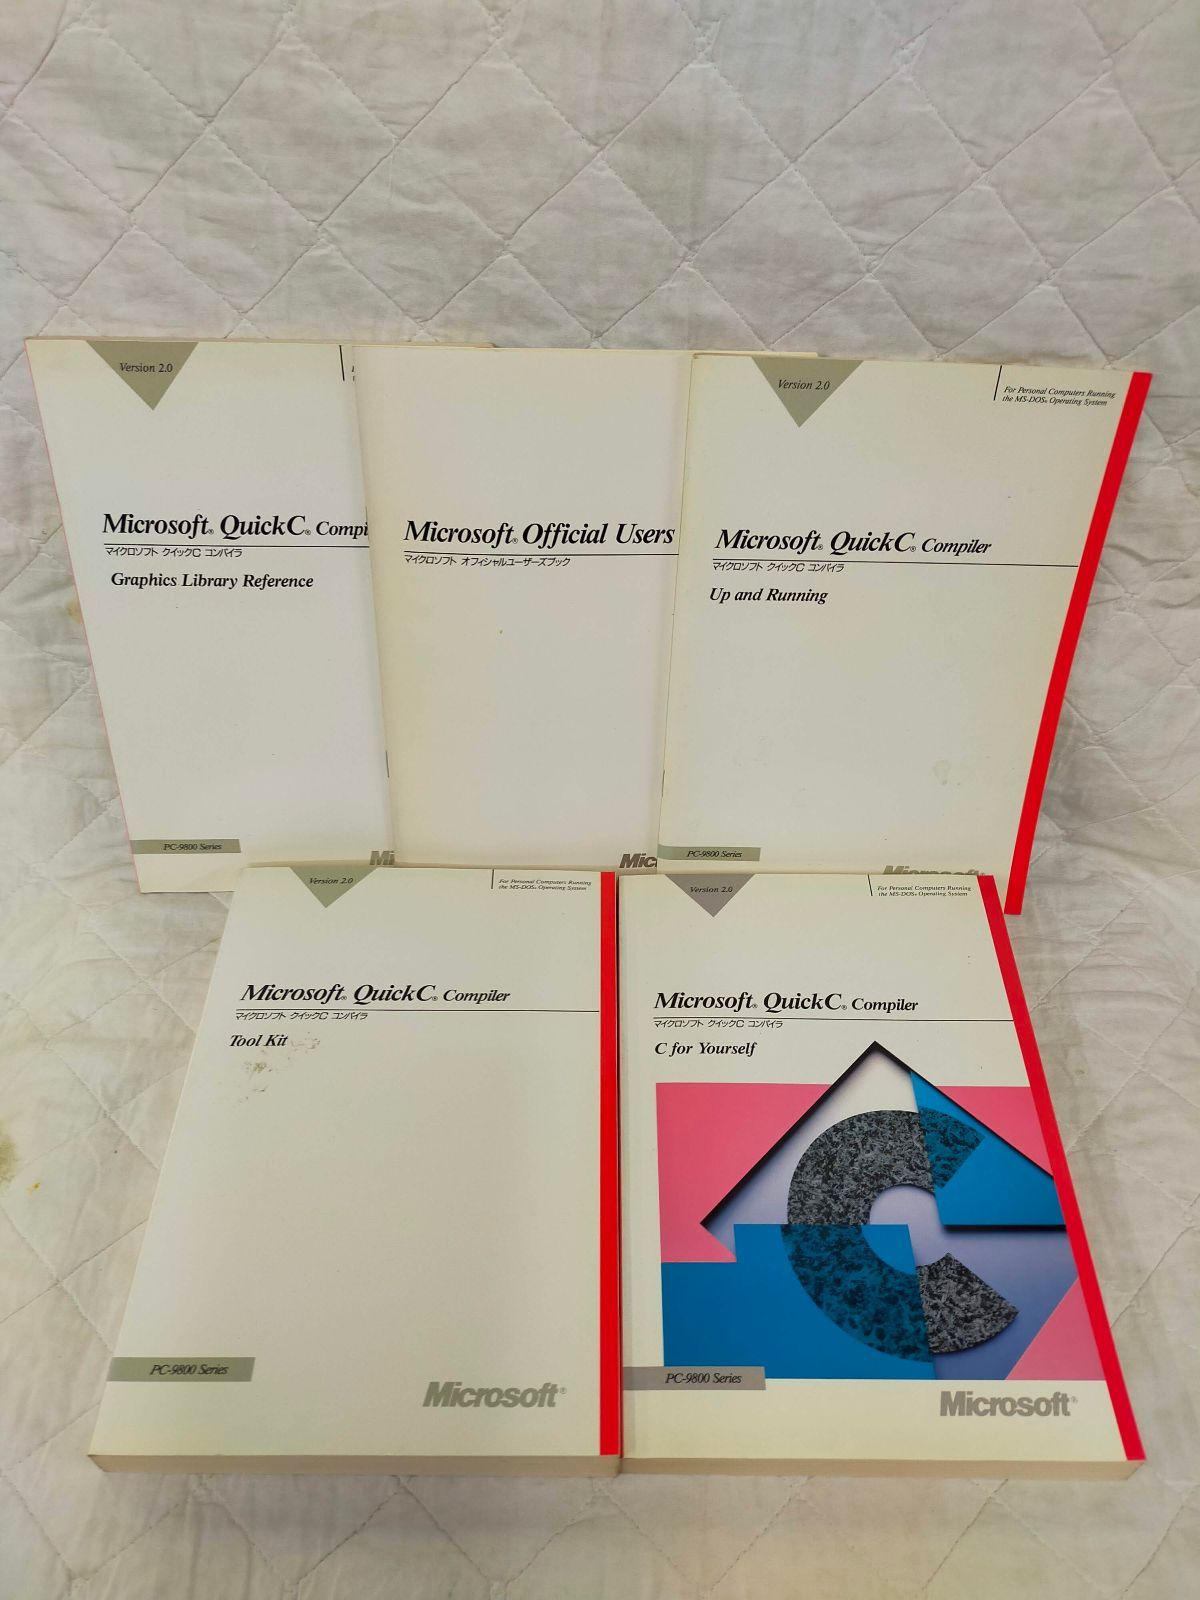 Version 2.0
Microsoft® QuickC®
マイクロソフト クイックC コンパイラ
Graphics Library Reference
PC-9800 Series
Microsoft® Official Users
マイクロソフト オフィシャルユーザーズブック
Version 2.0
For Personal Computers Running
the MS-DOS® Operating System
Microsoft® QuickC® Compiler
マイクロソフト クイックC コンパイラ
Up and Running
PC-9800 Series
Microsoft
Version 2.0
For Personal Computers Running
the MS-DOS® Operating System
Microsoft® QuickC® Compiler
マイクロソフト クイックC コンパイラ
Tool Kit
PC-9800 Series
Microsoft®
Version 2.0
For Personal Computers Running
the MS-DOS® Operating System
Microsoft® QuickC® Compiler
マイクロソフト クイックC コンパイラ
C for Yourself
PC-9800 Series
Microsoft®